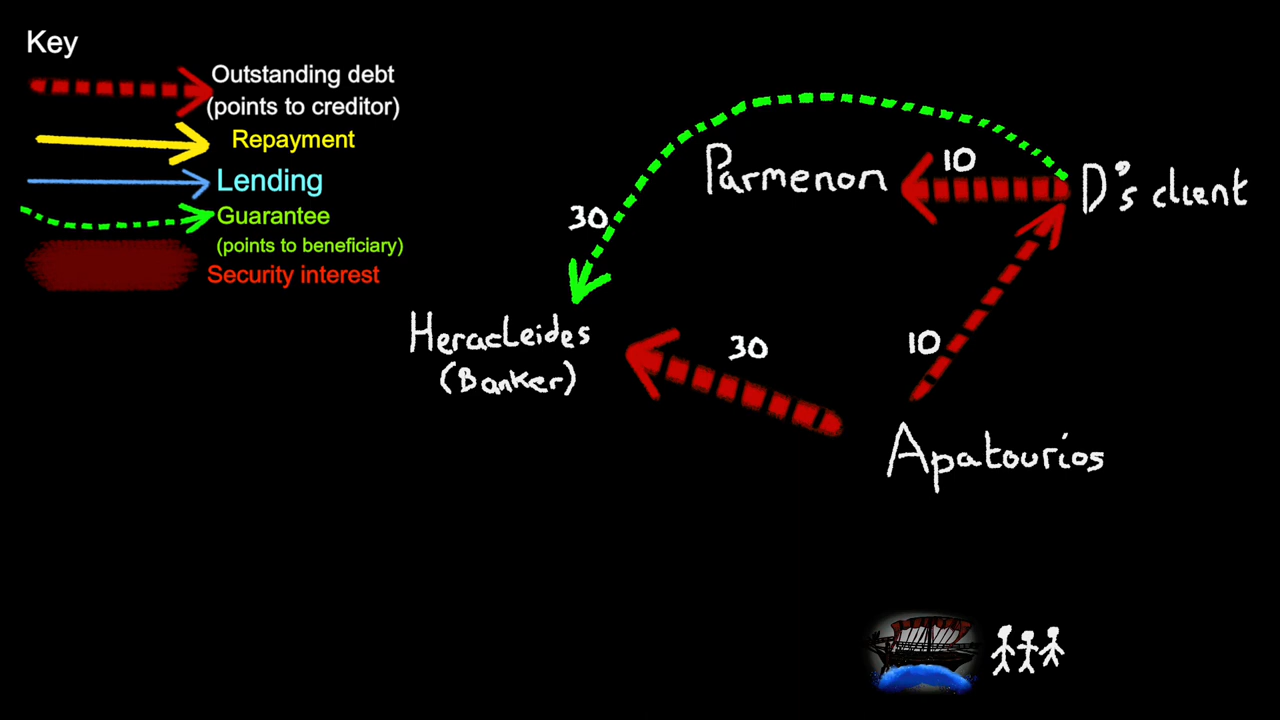 Key
Outstanding debt
(points to creditor)
Repayment
Lending
Guarantee
(points to beneficiary)
Security interest
Parmenon
10
D's client
30
Heracleides
(Banker)
30
10
Apatourios